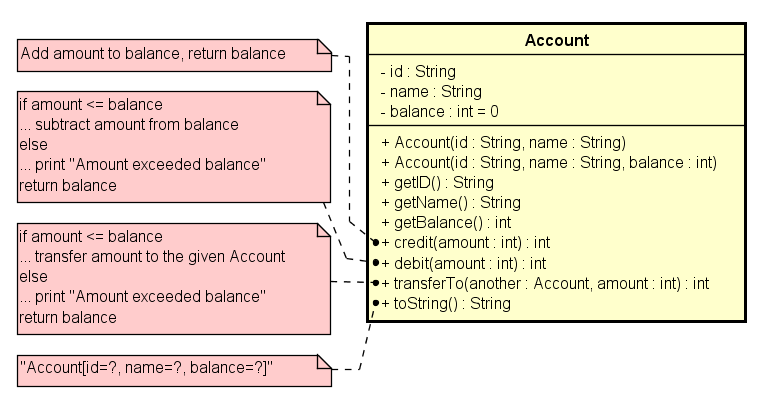 Add amount to balance, return balance
if amount <= balance
... subtract amount from balance
else
... print "Amount exceeded balance"
return balance
if amount <= balance
... transfer amount to the given Account
else
... print "Amount exceeded balance"
return balance
"Account[id=?, name=?, balance=?]"
Account
- id : String
- name : String
- balance : int = 0
+ Account(id : String, name : String)
+ Account(id : String, name : String, balance : int)
+ getID() : String
+ getName() : String
+ getBalance() : int
+ credit(amount : int) : int
+ debit(amount : int) : int
+ transferTo(another : Account, amount : int) : int
+ toString() : String